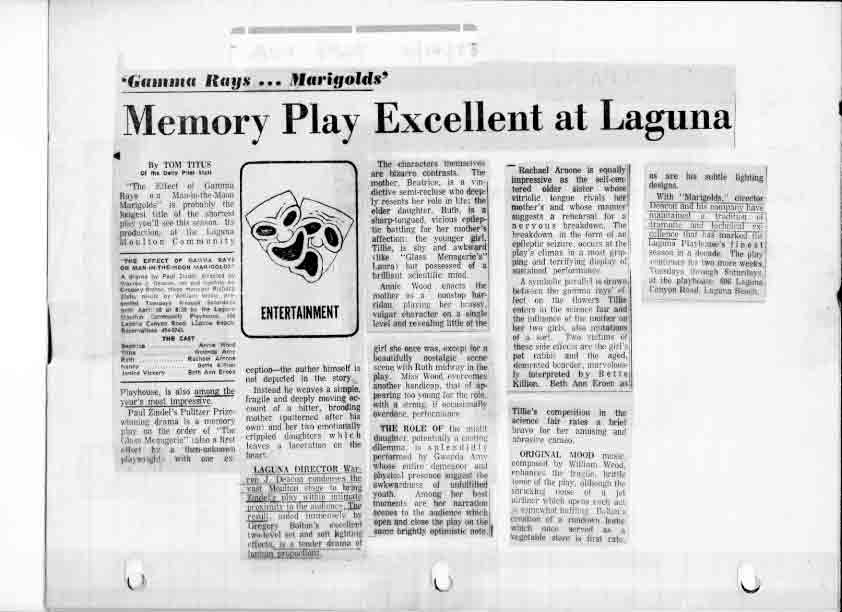 'Gamma Rays ... Marigolds'
Memory Play Excellent at Laguna
By TOM TITUS
Of the Daily Pilot Staff
"The Effect of Gamma
Rays on Man-in-the-Moon
Marigolds" is probably the
longest title of the shortest
play you'll see this season. Its
production, at the Laguna
Moulton Community
"THE EFFECT OF GAMMA RAYS
ON MAN-IN-THE-MOON MARIGOLDS"
A drama by Paul Zindel, directed by
THE CAST
Beatrice Annie Wood
Tillie Gwenda Amy
Ruth Rachael Arnone
Nanny Bette Killion
Janice Vickery Beth Ann Eroen
Playhouse, is also among the
year's most impressive.
Paul Zindel's Pulitzer Prize-
winning drama is a memory
play on the order of "The
Glass Menagerie" (also a first
effort by a then-unknown
playwright) with one ex-
ENTERTAINMENT
ception—the author himself is
not depicted in the story.
Instead he weaves a simple,
fragile and deeply moving ac-
count of a bitter, brooding
mother (patterned after his
own) and her two emotionally
crippled daughters which
leaves a laceration on the
heart.
LAGUNA DIRECTOR War-
ren J. Deacon condenses the
vast Moulton stage to bring
Zindel's play within intimate
proximity to the audience. The
result, aided immensely by
Gregory Bolton's excellent
two-level set and soft lighting
effects, is a tender drama of
human proportions.
The characters themselves
are bizarre contrasts. The
mother, Beatrice, is a vin-
dictive semi-recluse who deep-
ly resents her role in life; the
elder daughter, Ruth, is a
sharp-tongued, vicious epilep-
tic battling for her mother's
affection; the younger girl,
Tillie, is shy and awkward
(like "Glass Menagerie's"
Laura) but possessed of a
brilliant scientific mind.
Annie Wood enacts the
mother as a nonstop har-
ridan, playing her brassy,
vulgar character on a single
level and revealing little of the
girl she once was, except for a
beautifully nostalgic scene
scene with Ruth midway in the
play. Miss Wood, overcomes
another handicap, that of ap-
pearing too young for the role,
with a strong, if occasionally
overdone, performance.
THE ROLE OF the misfit
daughter, potentially a casting
dilemma, is splendidly
performed by Gwenda Amy
whose entire demeanor and
physical presence suggest the
awkwardness of unfulfilled
youth. Among her best
moments are her narration
scenes to the audience which
open and close the play on the
same brightly optimistic note.
Rachael Arnone is equally
impressive as the self-cen-
tered older sister whose
vitriolic tongue rivals her
mother's and whose manner
suggests a rehearsal for a
nervous breakdown. The
breakdown, in the form of an
epileptic seizure, occurs at the
play's climax in a most grip-
ping and terrifying display of
sustained performance.
A symbolic parallel is drawn
between the gamma rays' ef-
fect on the flowers Tillie
enters in the science fair and
the influence of the mother on
her two girls, also mutations
of a sort. Two victims of
these side effects are the girl's
pet rabbit and the aged,
demented boarder, marvelous-
ly interpreted by Bette
Killion. Beth Ann Eroen as
Tillie's competition in the
science fair rates a brief
bravo for her amusing and
abrasive cameo.
ORIGINAL MOOD music,
composed by William Wood,
enhances the fragile, brittle
tone of the play, although the
shrieking noise of a jet
airliner which opens each act
is somewhat baffling. Bolton's
creation of a rundown home
which once served as a
vegetable store is first rate,
as are his subtle lighting
designs.
With "Marigolds," director
Deacon and his company have
maintained a tradition of
dramatic and technical ex-
cellence that has marked the
Laguna Playhouse's finest
season in a decade. The play
continues for two more weeks,
Tuesdays through Saturdays,
at the playhouse, 606 Laguna
Canyon Road, Laguna Beach.